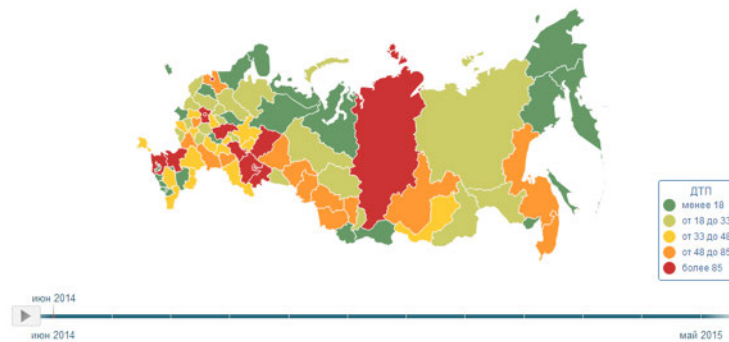 ДТП
менее 18
от 18 до 33
от 33 до 48
от 48 до 85
более 85
июн 2014
июн 2014
май 2015